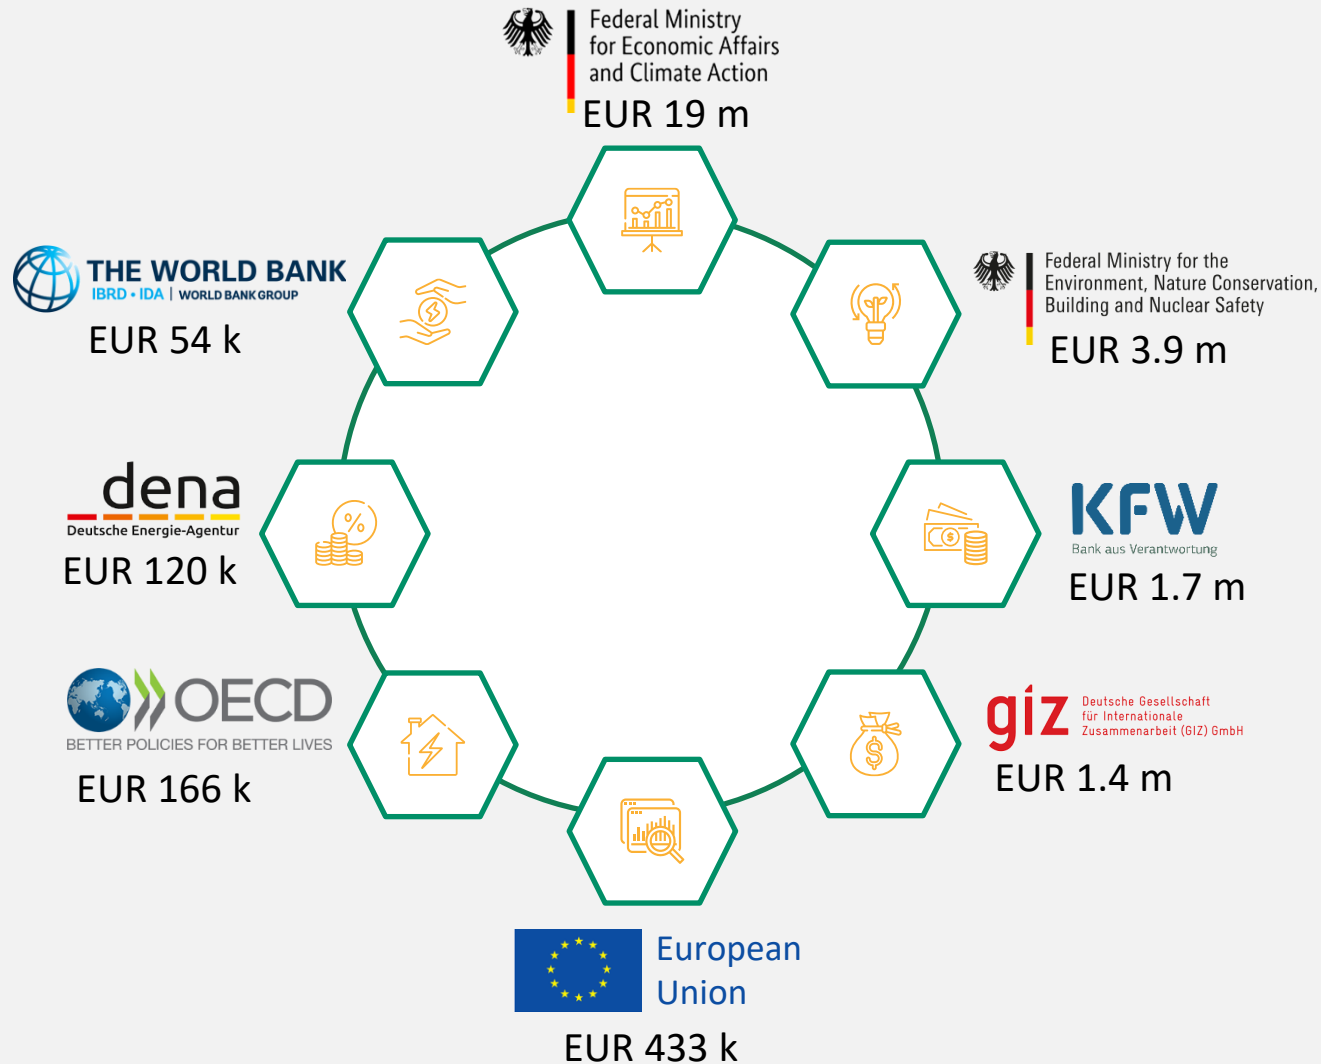 Federal Ministry
for Economic Affairs
and Climate Action
EUR 19 m
THE WORLD BANK
IBRD • IDA | WORLD BANK GROUP
EUR 54 k
Federal Ministry for the
Environment, Nature Conservation,
Building and Nuclear Safety
EUR 3.9 m
dena
Deutsche Energie-Agentur
EUR 120 k
%
$
KFW
Bank aus Verantwortung
EUR 1.7 m
OECD
BETTER POLICIES FOR BETTER LIVES
EUR 166 k
$
giz
Deutsche Gesellschaft
für Internationale
Zusammenarbeit (GIZ) GmbH
EUR 1.4 m
European
Union
EUR 433 k